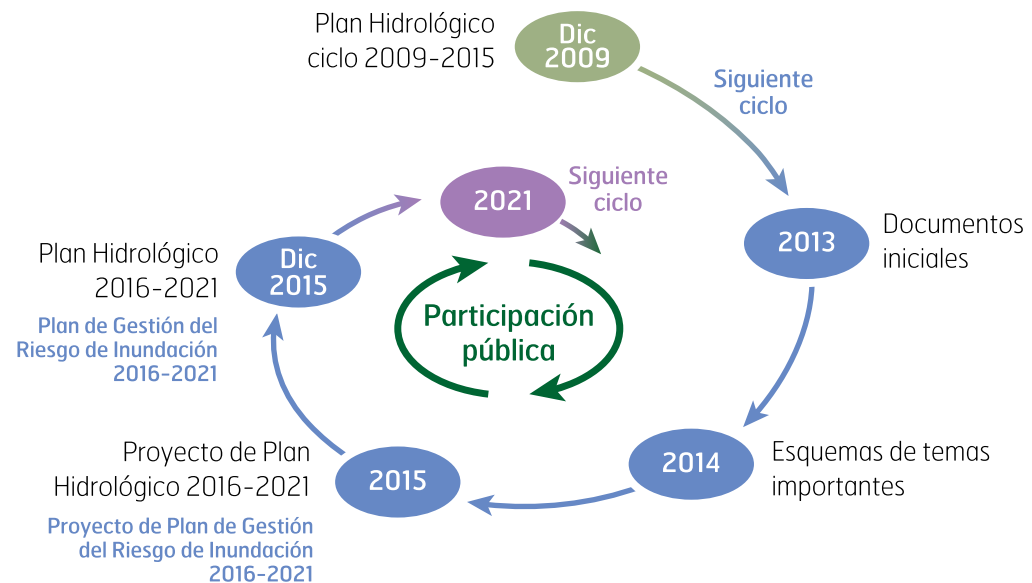 Plan Hidrológico
ciclo 2009-2015
Dic
2009
Siguiente
ciclo
2013
Documentos
iniciales
2014
Esquemas de temas
importantes
2015
Proyecto de Plan
Hidrológico 2016-2021
Proyecto de Plan de Gestión
del Riesgo de Inundación
2016-2021
Dic
2015
Plan Hidrológico
2016-2021
Plan de Gestión del
Riesgo de Inundación
2016-2021
2021
Siguiente
ciclo
Participación
pública